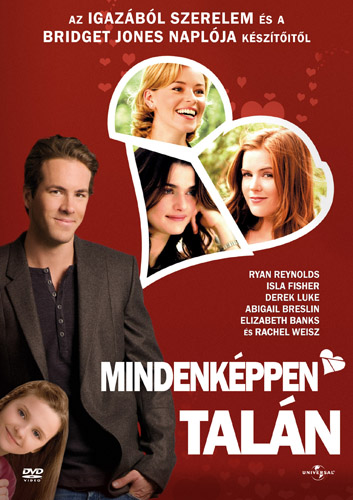 AZ IGAZÁBÓL SZERELEM ÉS A
BRIDGET JONES NAPLÓJA KÉSZÍTŐITŐL
RYAN REYNOLDS
ISLA FISHER
DEREK LUKE
ABIGAIL BRESLIN
ELIZABETH BANKS
ÉS RACHEL WEISZ
MINDENKÉPPEN
TALÁN
DVD
VIDEO
UNIVERSAL